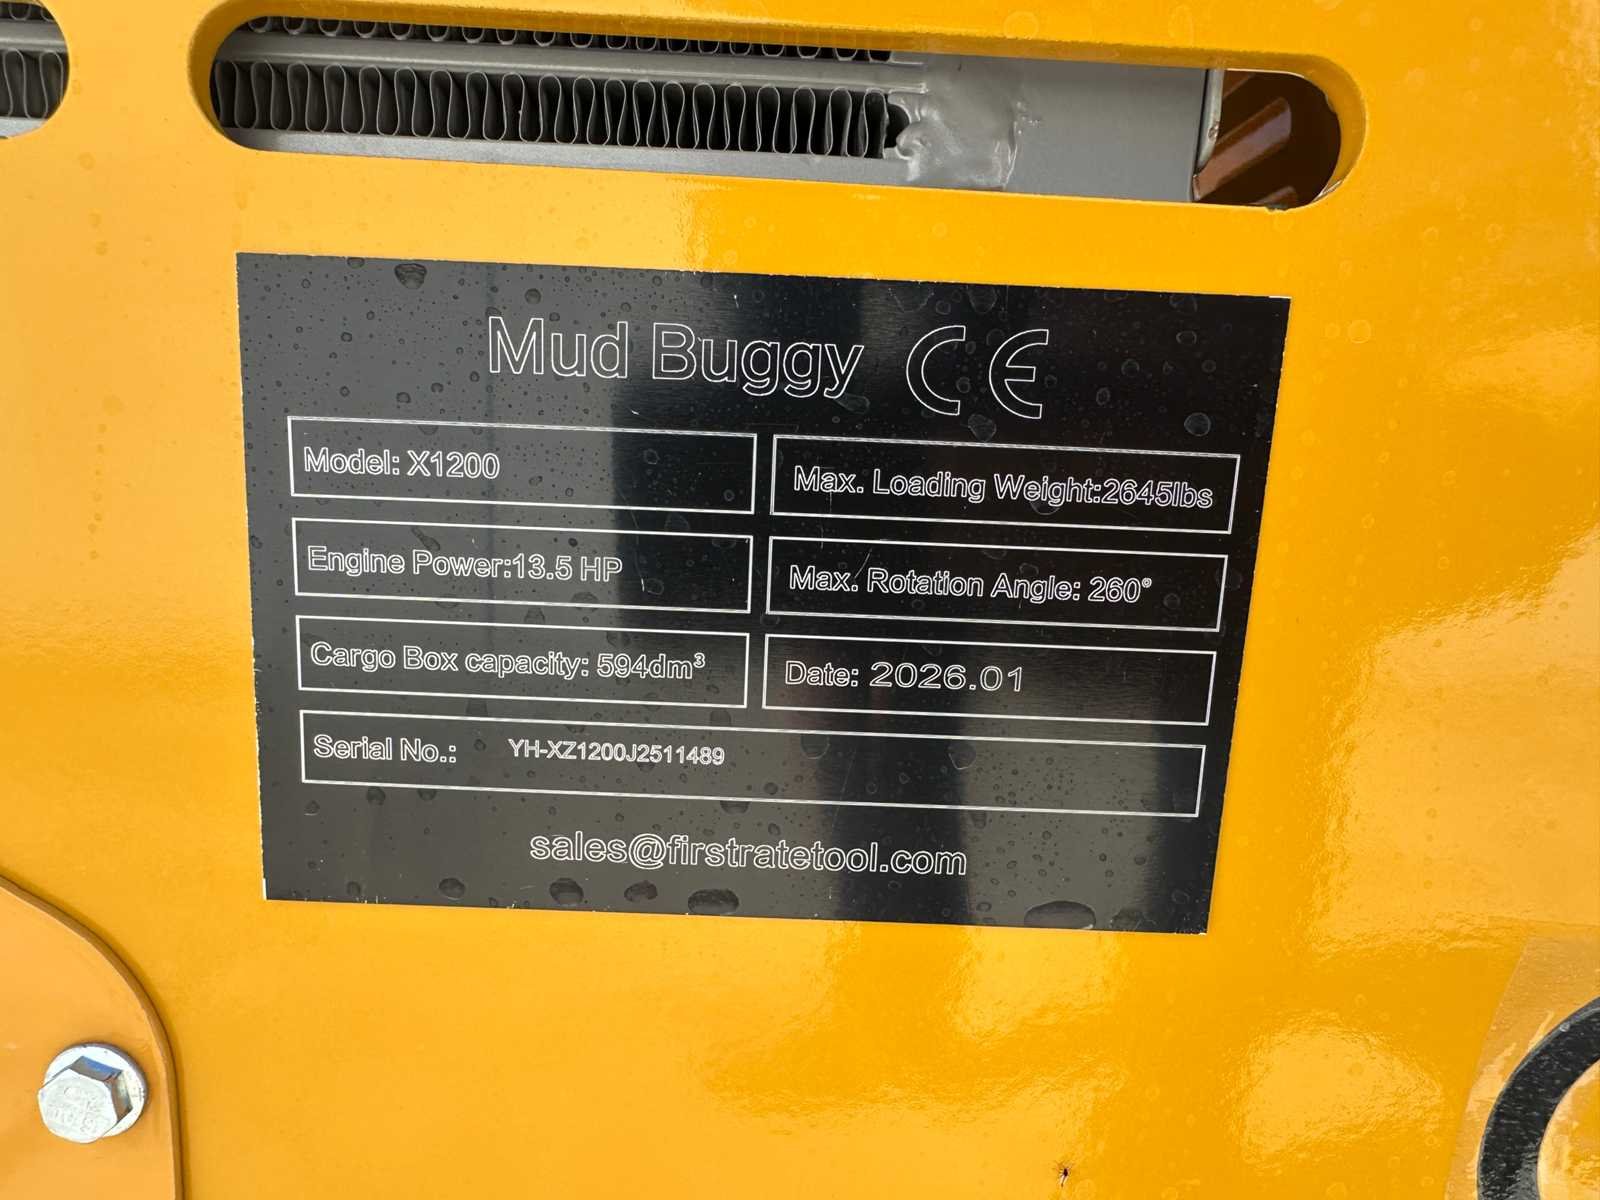 Mud Buggy CE
Model: X1200
Max. Loading Weight:2645lbs
Engine Power:13.5 HP
Max. Rotation Angle: 260°
Cargo Box capacity: 594dm³
Date: 2026.01
Serial No.: YH-XZ1200J2511489
sales@firstratetool.com